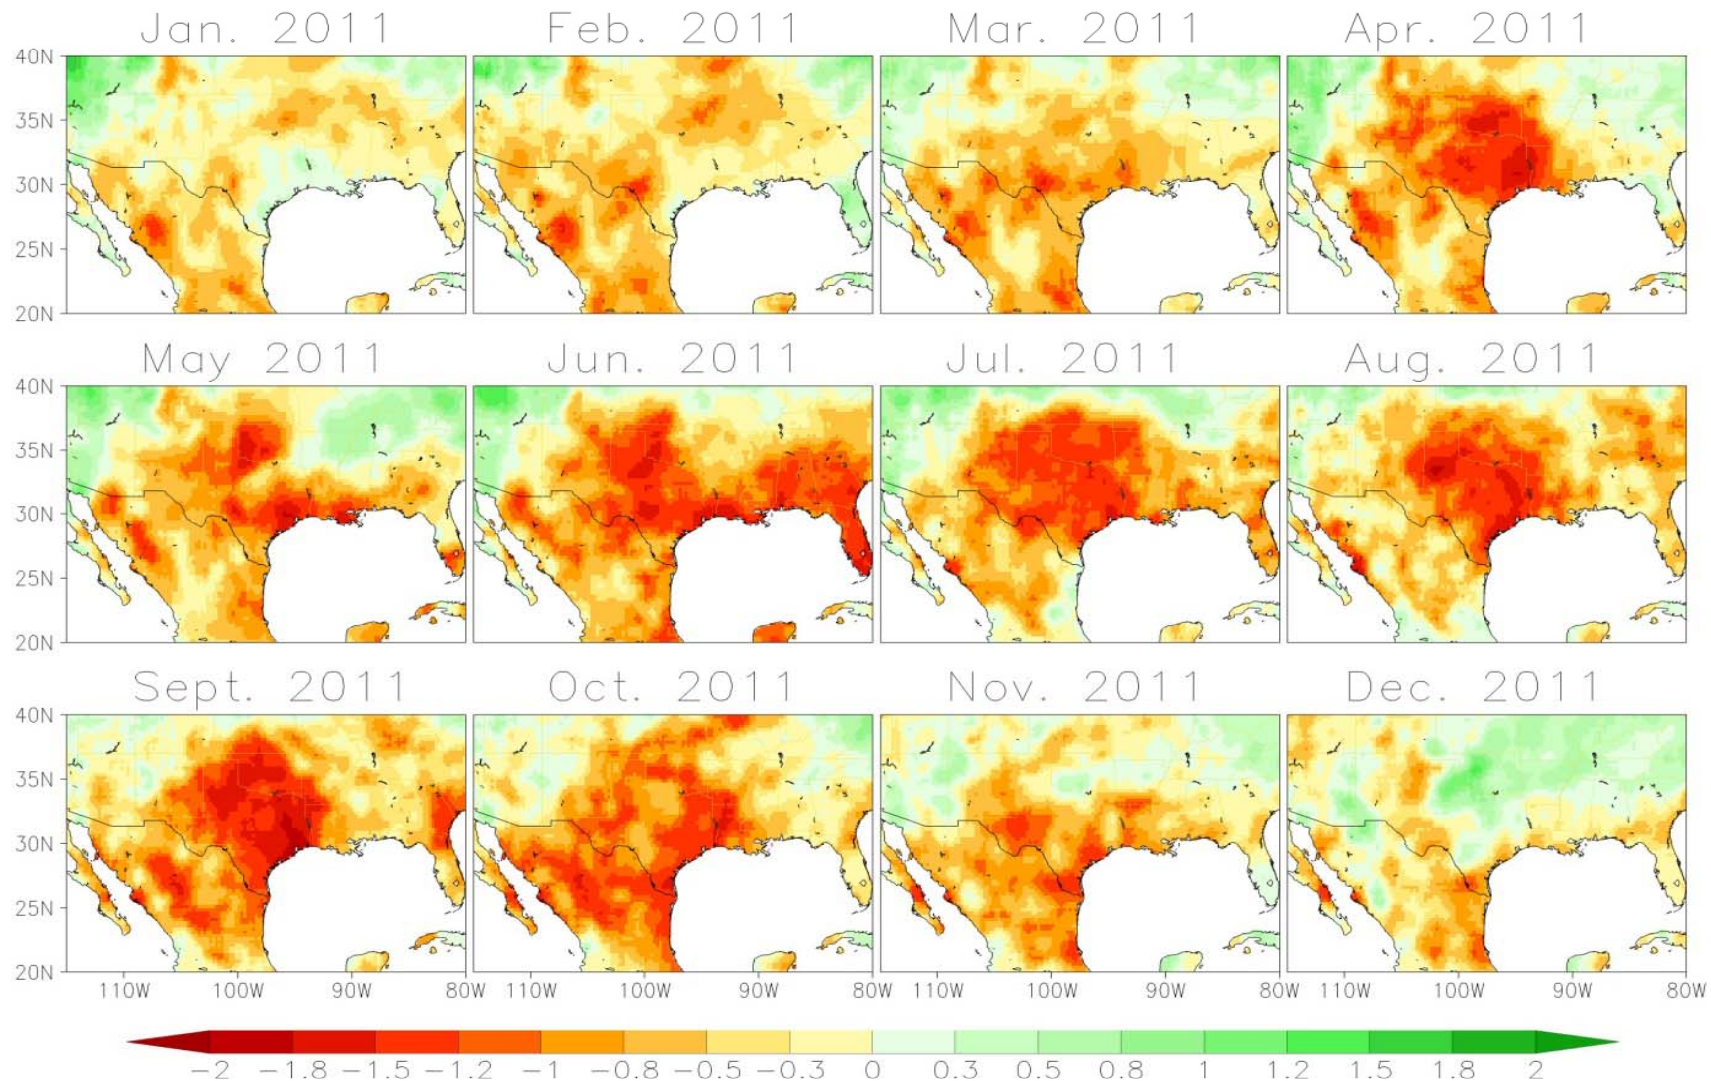 Jan. 2011 Feb. 2011 Mar. 2011 Apr. 2011
40N
35N
30N
25N
20N
May 2011 Jun. 2011 Jul. 2011 Aug. 2011
40N
35N
30N
25N
20N
Sept. 2011 Oct. 2011 Nov. 2011 Dec. 2011
40N
35N
30N
25N
20N
110W 100W 90W 80W 110W 100W 90W 80W 110W 100W 90W 80W 110W 100W 90W 80W
-2 -1.8 -1.5 -1.2 -1 -0.8 -0.5 -0.3 0 0.3 0.5 0.8 1 1.2 1.5 1.8 2